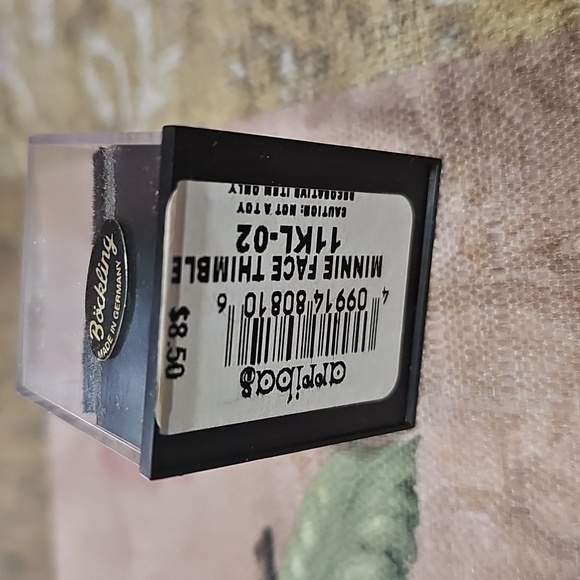 arribas
4 09914 80810 6
MINNIE FACE THIMBLE
11KL-02
CAUTION: NOT A TOY
DECORATIVE ITEM ONLY
$8.50
Böckling
MADE IN GERMANY